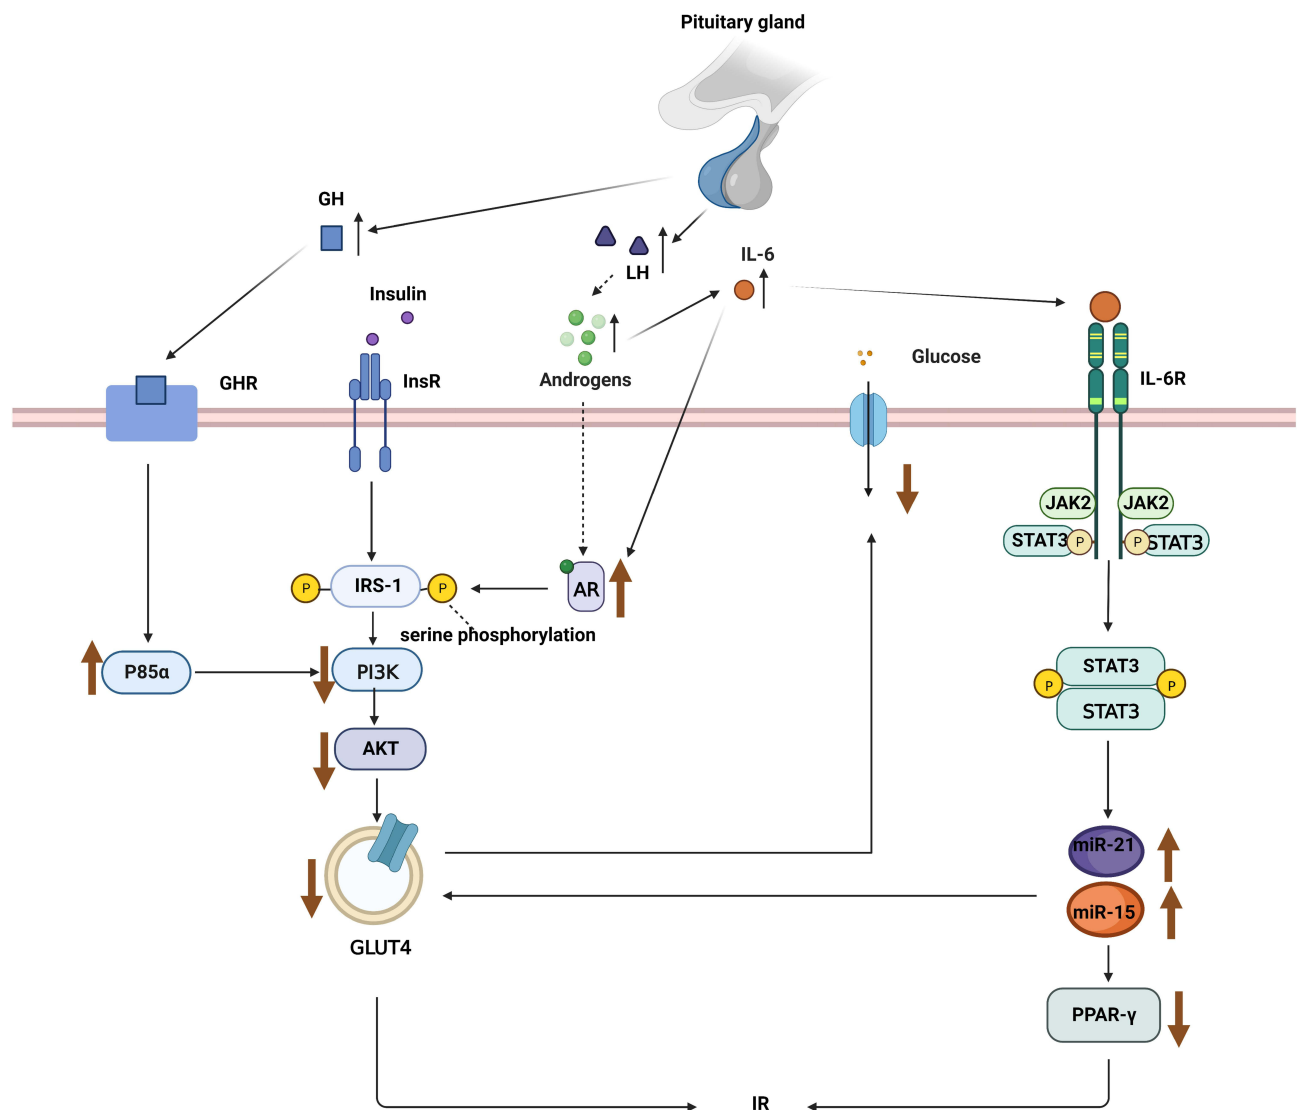 Pituitary gland
GH
LH
IL-6
Insulin
InsR
Androgens
Glucose
GHR
IL-6R
JAK2
JAK2
STAT3
P
P
STAT3
P
IRS-1
P
AR
serine phosphorylation
P85α
PI3K
STAT3
P
P
STAT3
AKT
miR-21
miR-15
GLUT4
PPAR-γ
IR